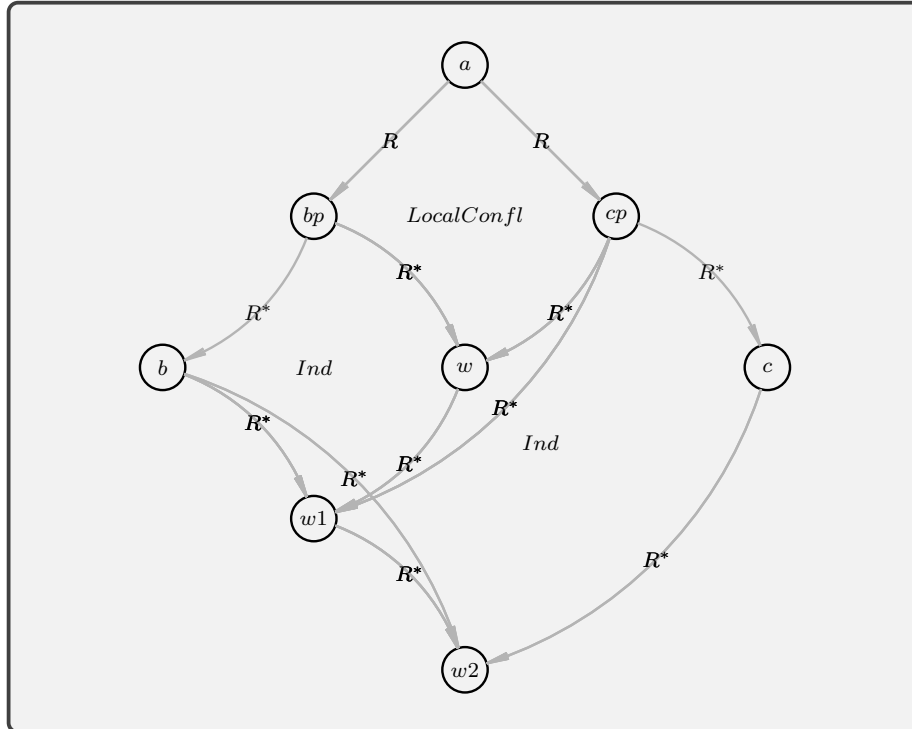 a
R R
bp LocalConfl cp
R* R*
R* R*
b Ind w c
R*
R*
Ind
R*
R*
w1
R*
R*
w2